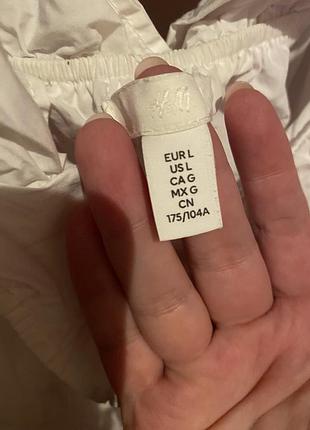 H&M
EUR L
US L
CA G
MX G
CN
175/104A